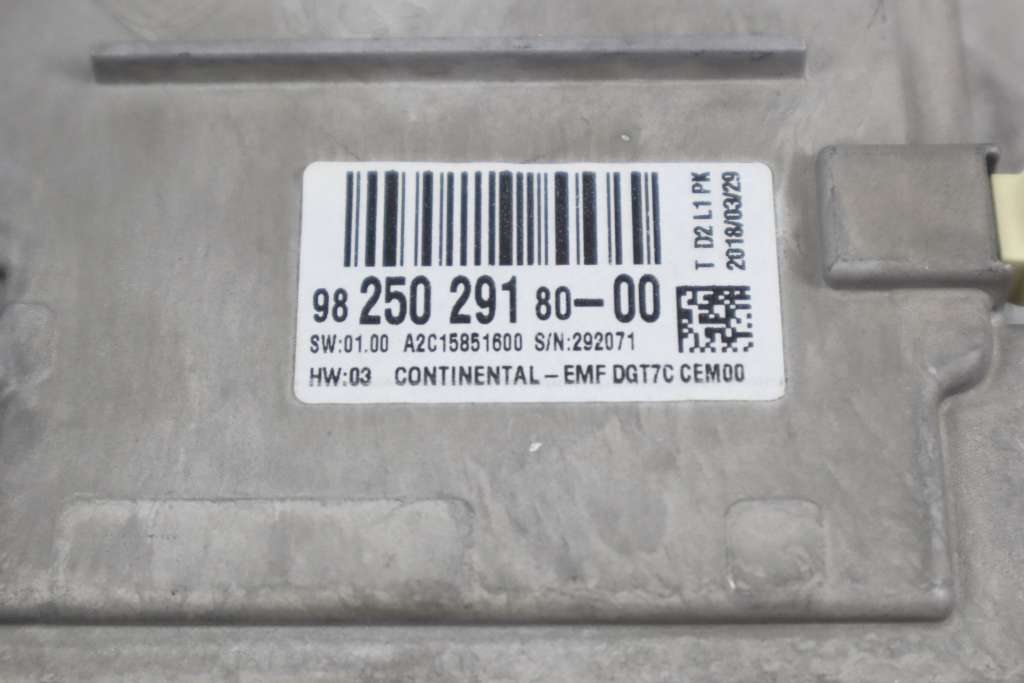 98 250 291 80-00
SW:01.00 A2C15851600 S/N:292071
HW:03 CONTINENTAL-EMF DGT7C CEM00
T D2 L1 PK
2018/03/29